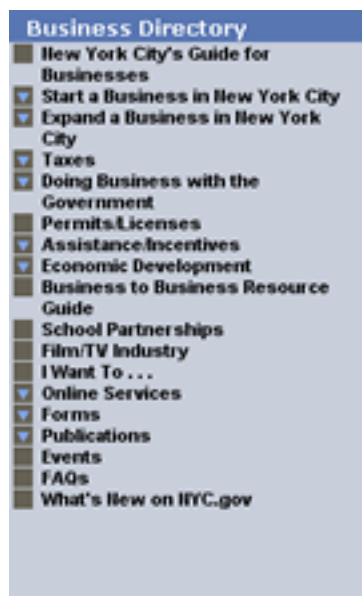 Business Directory
New York City's Guide for
Businesses
Start a Business in New York City
Expand a Business in New York
City
Taxes
Doing Business with the
Government
Permits/Licenses
Assistance/Incentives
Economic Development
Business to Business Resource
Guide
School Partnerships
Film/TV Industry
I Want To . . .
Online Services
Forms
Publications
Events
FAQs
What's New on NYC.gov